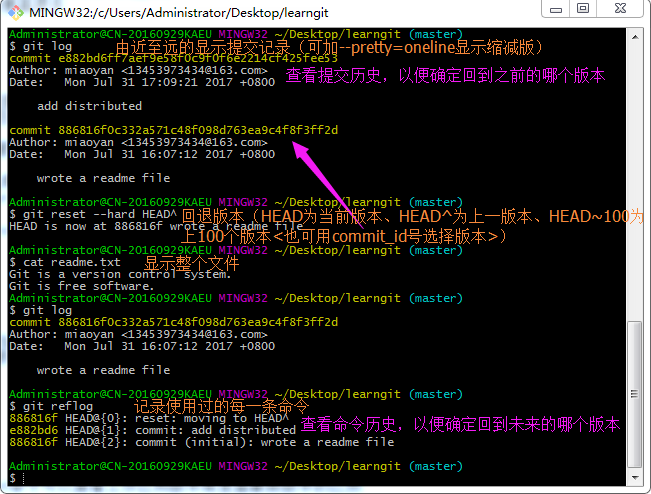 MINGW32:/c/Users/Administrator/Desktop/learngit
Administrator@CN-20160929KAEU MINGW32 ~/Desktop/learngit (master)
$ git log 由近至远的显示提交记录（可加--pretty=oneline显示缩减版）
commit e882bd6ff7aef9e58f0c9f0f6e2214cf425fee53
Author: miaoyan <13453973434@163.com>
查看提交历史，以便确定回到之前的哪个版本
Date: Mon Jul 31 17:09:21 2017 +0800
add distributed
commit 886816f0c332a571c48f098d763ea9c4f8f3ff2d
Author: miaoyan <13453973434@163.com>
Date: Mon Jul 31 16:07:12 2017 +0800
wrote a readme file
Administrator@CN-20160929KAEU MINGW32 ~/Desktop/learngit (master)
$ git reset --hard HEAD^ 回退版本（HEAD为当前版本、HEAD^为上一版本、HEAD~100为
HEAD is now at 886816f wrote a readme file
上100个版本<也可用commit_id号选择版本>）
Administrator@CN-20160929KAEU MINGW32 ~/Desktop/learngit (master)
$ cat readme.txt 显示整个文件
Git is a version control system.
Git is free software.
Administrator@CN-20160929KAEU MINGW32 ~/Desktop/learngit (master)
$ git log
commit 886816f0c332a571c48f098d763ea9c4f8f3ff2d
Author: miaoyan <13453973434@163.com>
Date: Mon Jul 31 16:07:12 2017 +0800
wrote a readme file
Administrator@CN-20160929KAEU MINGW32 ~/Desktop/learngit (master)
$ git reflog 记录使用过的每一条命令
886816f HEAD@{0}: reset: moving to HEAD^
e882bd6 HEAD@{1}: commit: add distributed 查看命令历史，以便确定回到未来的哪个版本
886816f HEAD@{2}: commit (initial): wrote a readme file
Administrator@CN-20160929KAEU MINGW32 ~/Desktop/learngit (master)
$